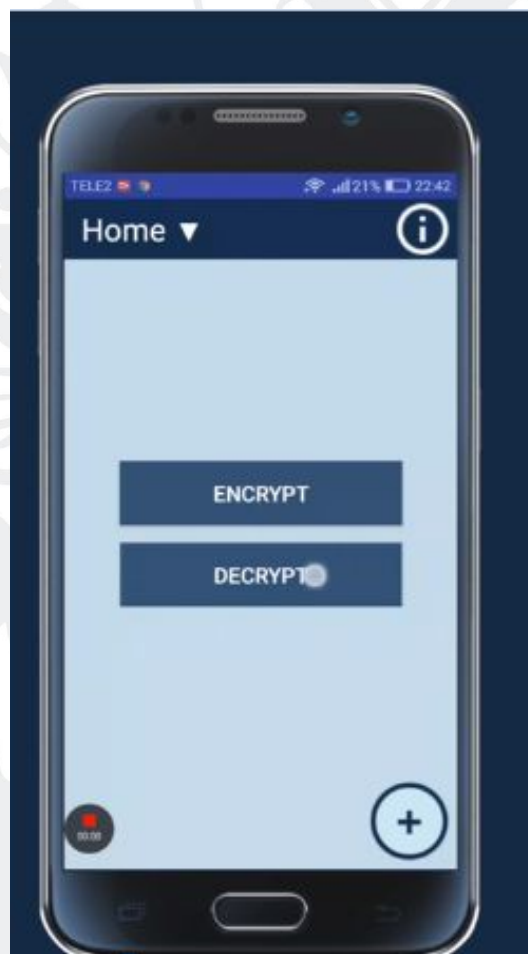 TELE2 21% 22:42
Home ▼
ENCRYPT
DECRYPT
00:00
+